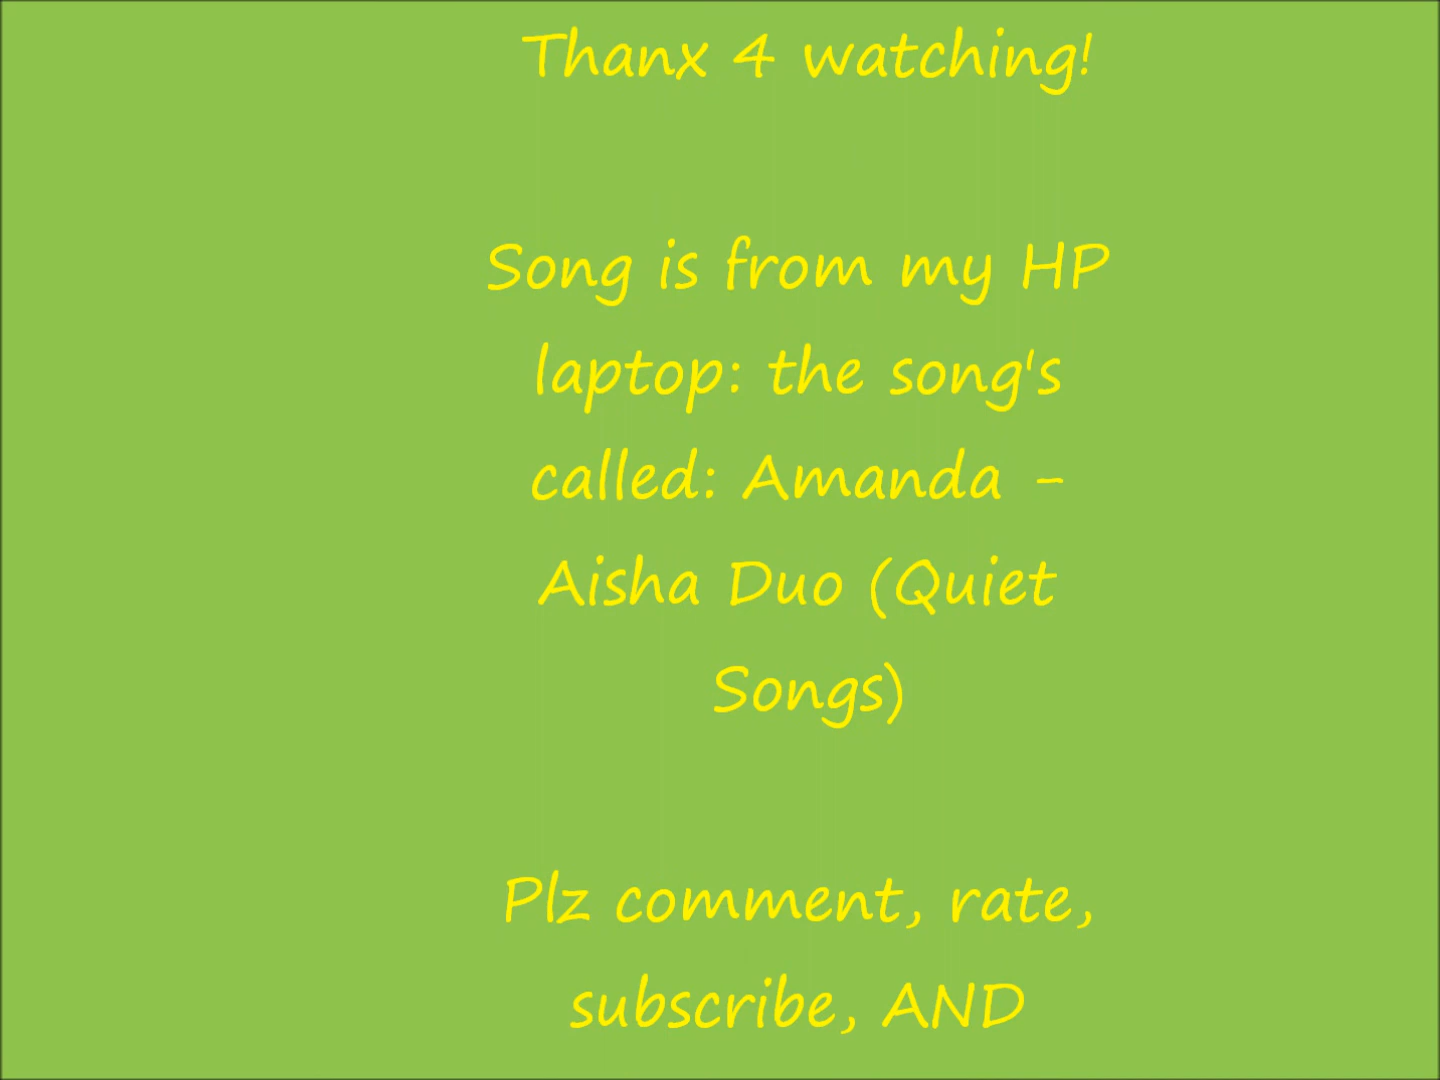 Thanx 4 watching!
Song is from my HP
laptop: the song's
called: Amanda -
Aisha Duo (Quiet
Songs)
Plz comment, rate,
subscribe, AND